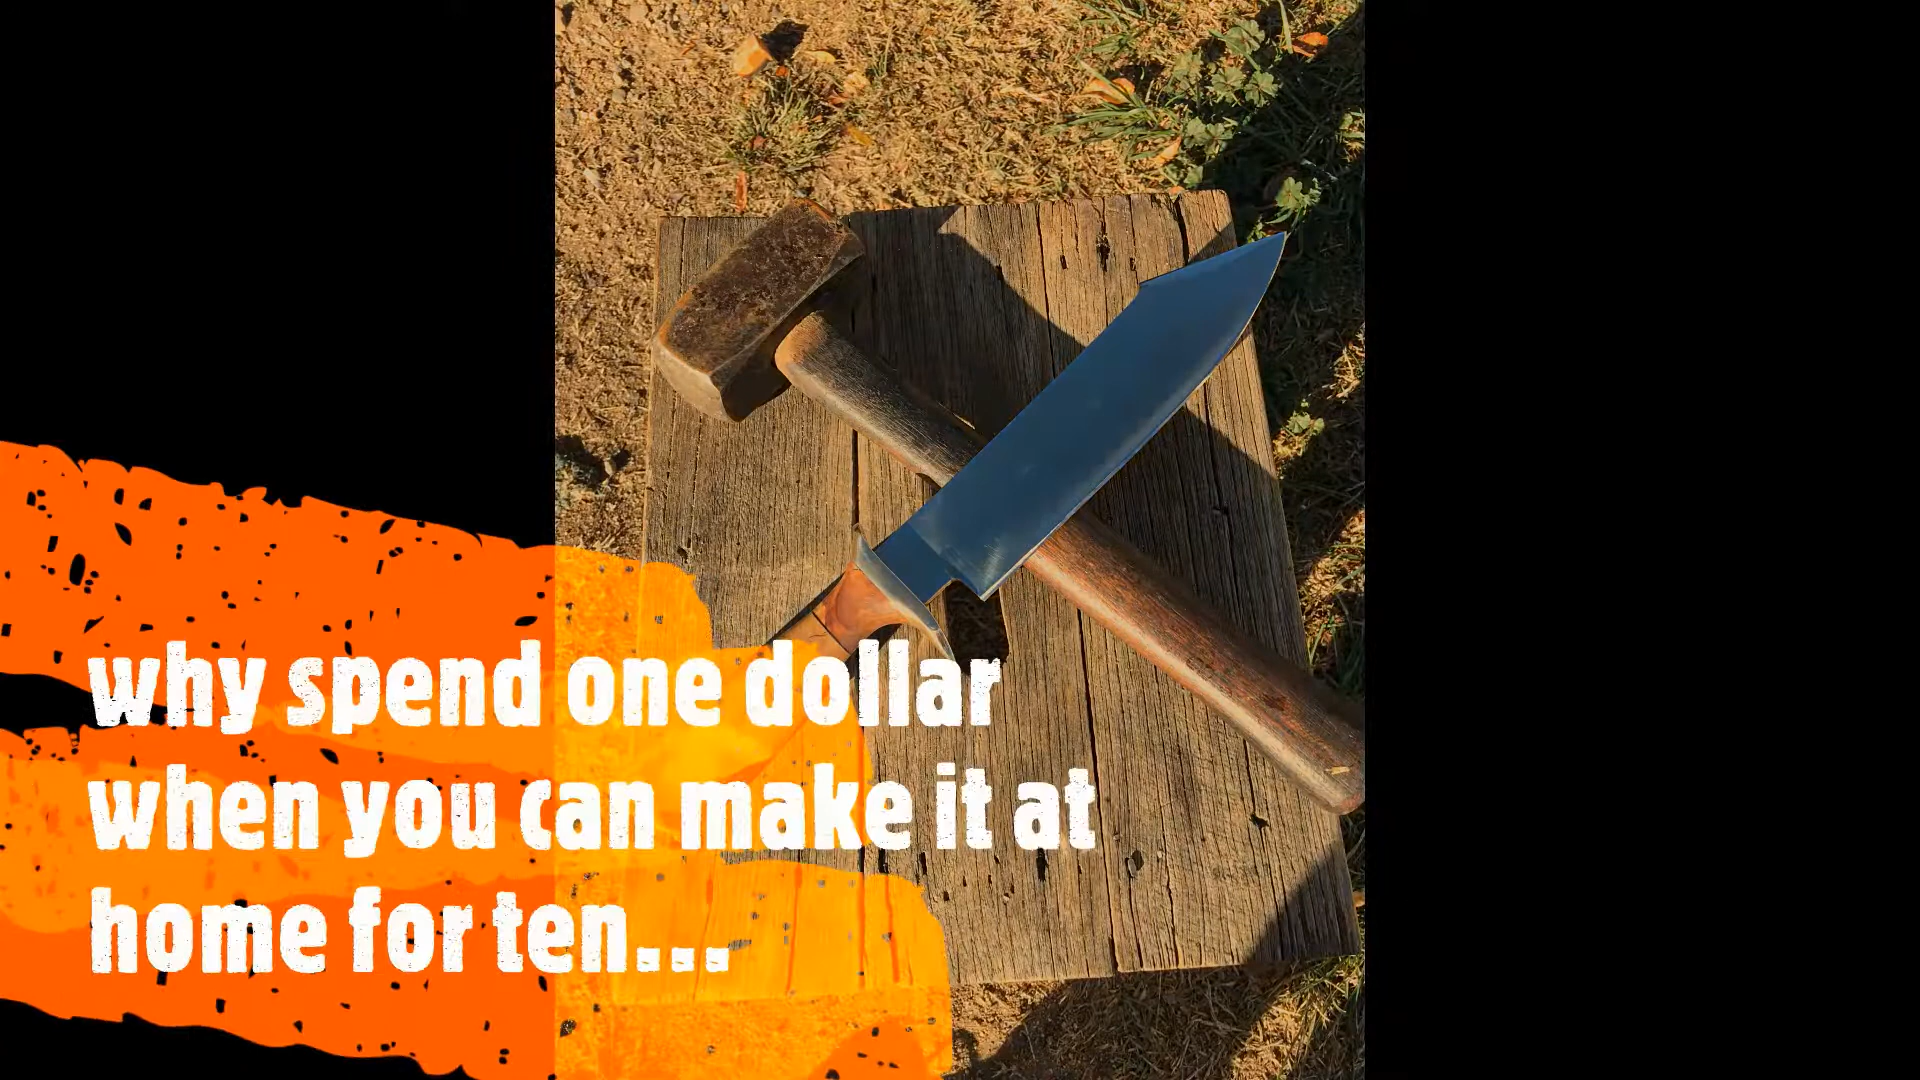 why spend one dollar
when you can make it at
home for ten...